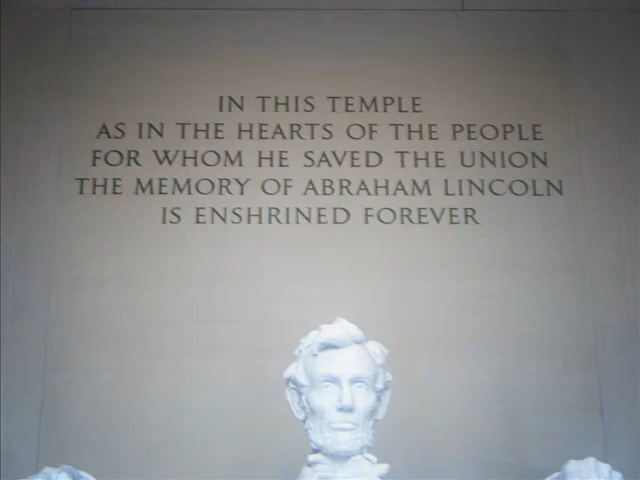 IN THIS TEMPLE
AS IN THE HEARTS OF THE PEOPLE
FOR WHOM HE SAVED THE UNION
THE MEMORY OF ABRAHAM LINCOLN
IS ENSHRINED FOREVER